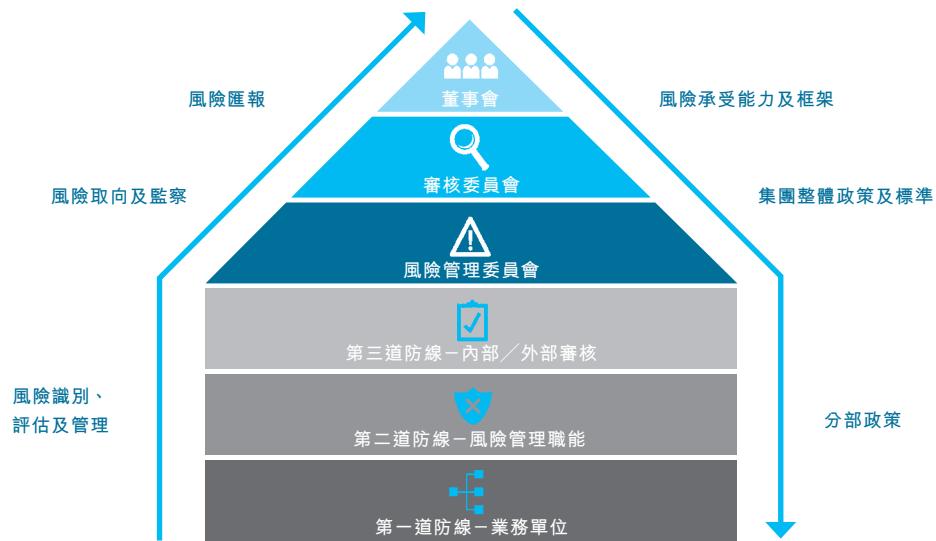 董事會
風險匯報
風險承受能力及框架
審核委員會
風險取向及監察
集團整體政策及標準
風險管理委員會
第三道防線－內部／外部審核
風險識別、
評估及管理
分部政策
第二道防線－風險管理職能
第一道防線－業務單位